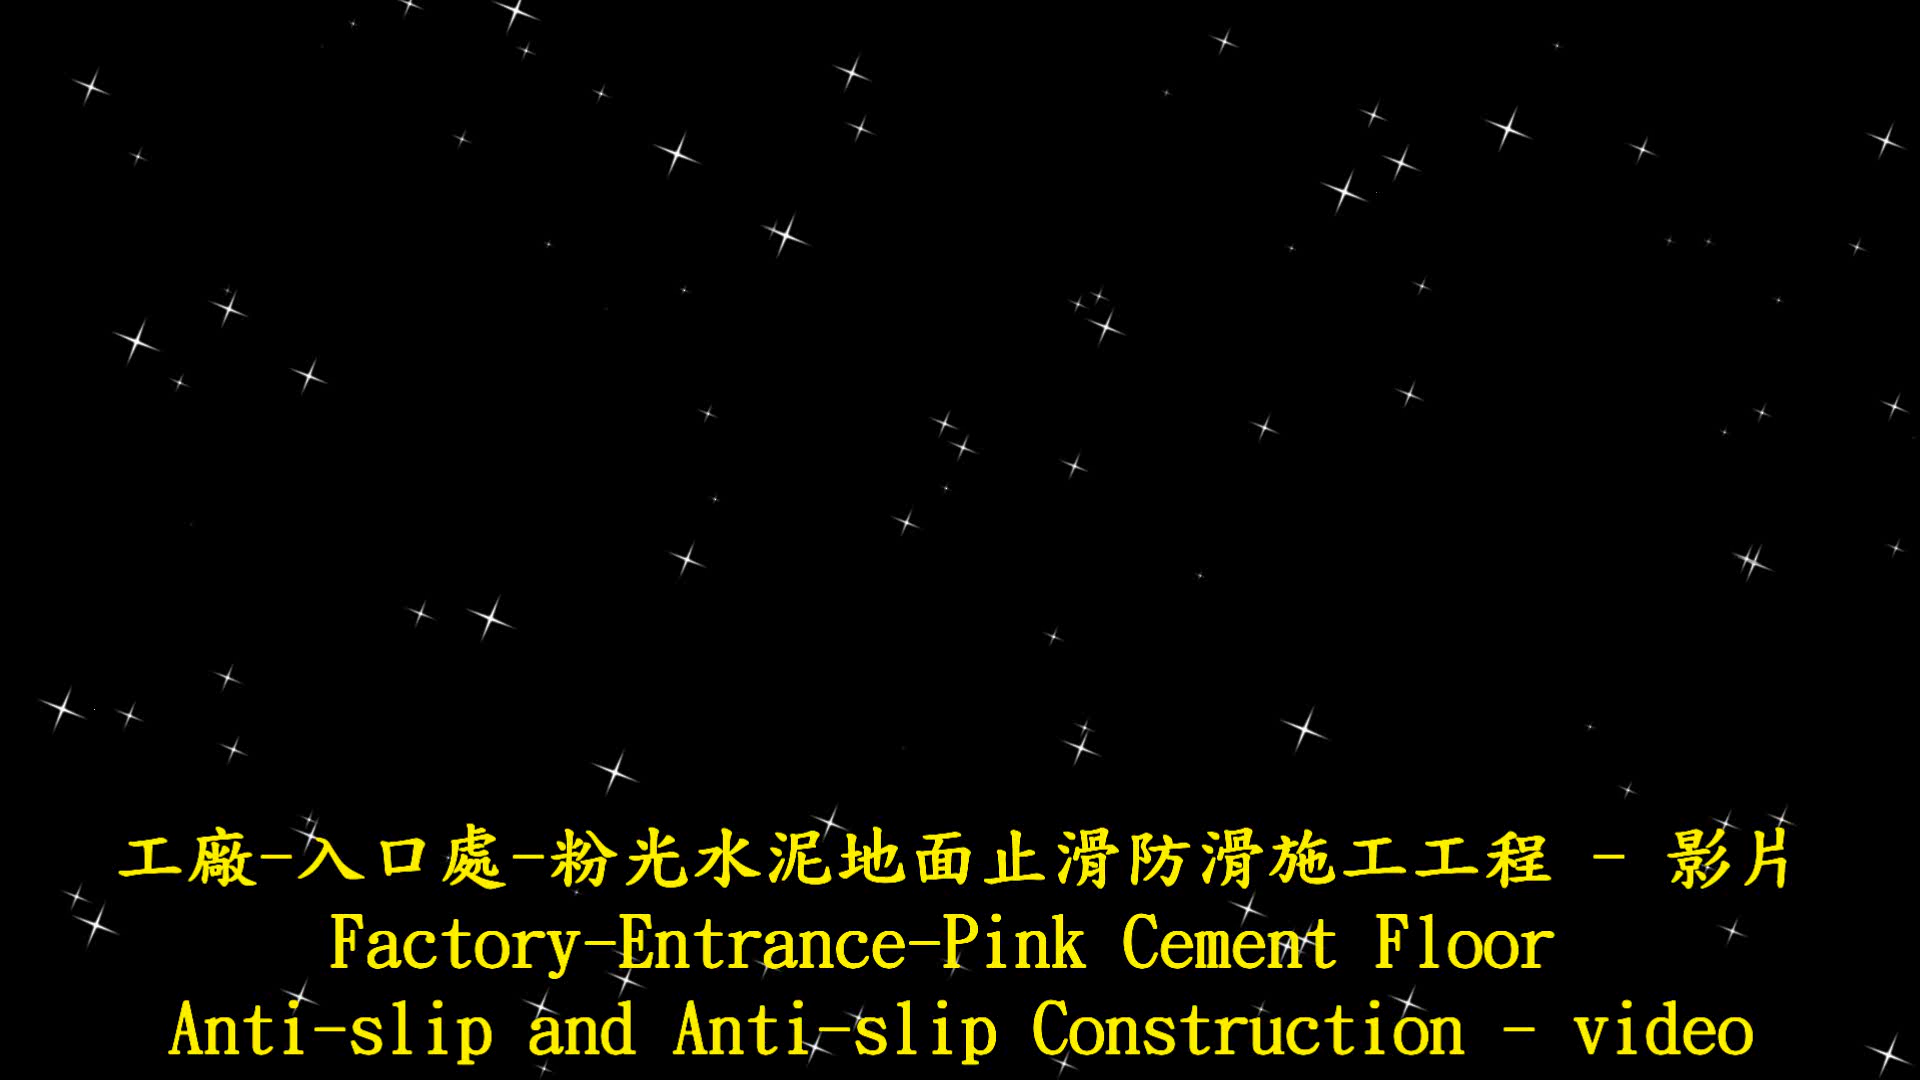 工廠-入口處-粉光水泥地面止滑防滑施工工程 - 影片
Factory-Entrance-Pink Cement Floor
Anti-slip and Anti-slip Construction - video